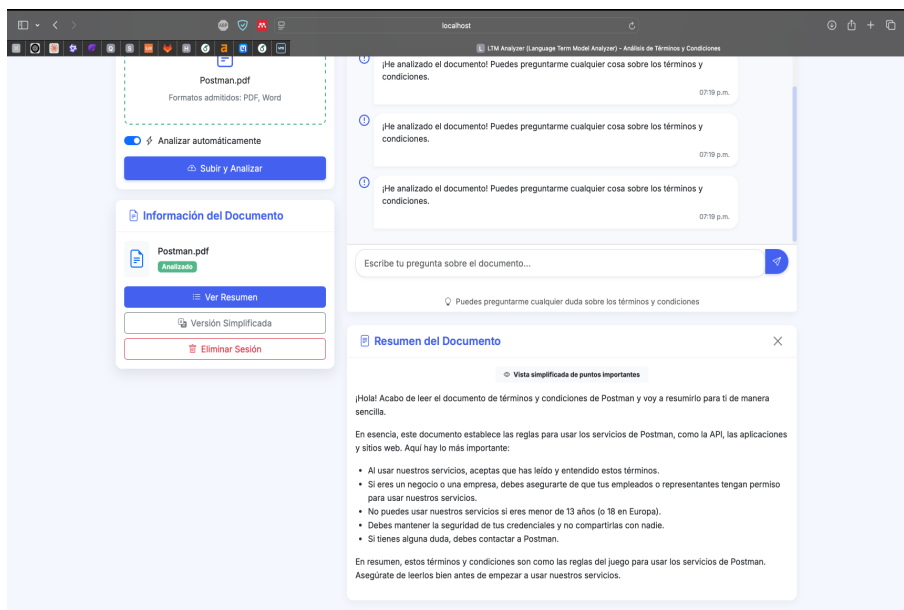 localhost
LTM Analyzer (Language Term Model Analyzer) – Análisis de Términos y Condiciones
Postman.pdf
Formatos admitidos: PDF, Word
Analizar automáticamente
Subir y Analizar
Información del Documento
Postman.pdf
Analizado
Ver Resumen
Versión Simplificada
Eliminar Sesión
¡He analizado el documento! Puedes preguntarme cualquier cosa sobre los términos y
condiciones.
07:19 p.m.
¡He analizado el documento! Puedes preguntarme cualquier cosa sobre los términos y
condiciones.
07:19 p.m.
¡He analizado el documento! Puedes preguntarme cualquier cosa sobre los términos y
condiciones.
07:19 p.m.
Escribe tu pregunta sobre el documento...
Puedes preguntarme cualquier duda sobre los términos y condiciones
Resumen del Documento
Vista simplificada de puntos importantes
¡Hola! Acabo de leer el documento de términos y condiciones de Postman y voy a resumirlo para ti de manera
sencilla.
En esencia, este documento establece las reglas para usar los servicios de Postman, como la API, las aplicaciones
y sitios web. Aquí hay lo más importante:
• Al usar nuestros servicios, aceptas que has leído y entendido estos términos.
• Si eres un negocio o una empresa, debes asegurarte de que tus empleados o representantes tengan permiso
para usar nuestros servicios.
• No puedes usar nuestros servicios si eres menor de 13 años (o 18 en Europa).
• Debes mantener la seguridad de tus credenciales y no compartirlas con nadie.
• Si tienes alguna duda, debes contactar a Postman.
En resumen, estos términos y condiciones son como las reglas del juego para usar los servicios de Postman.
Asegúrate de leerlos bien antes de empezar a usar nuestros servicios.